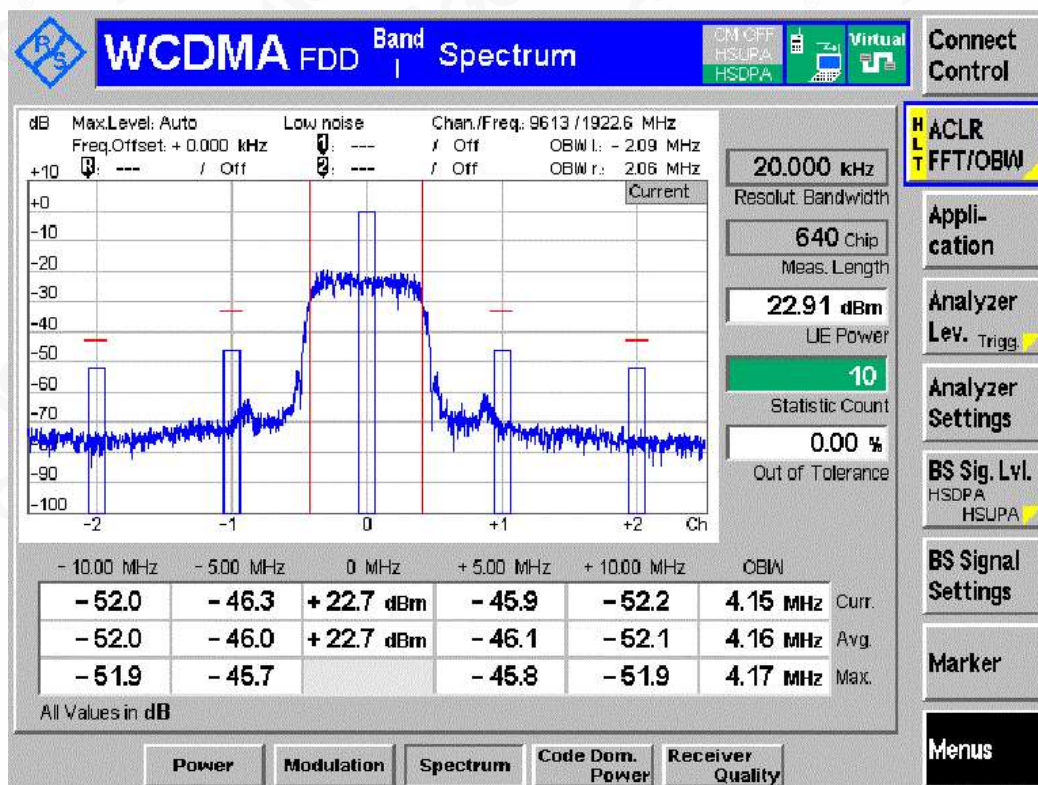 R S
WCDMA FDD Band I Spectrum
CM OFF
HSUPA
HSDPA
Virtual
Connect Control
dB Max.Level: Auto Low noise Chan./Freq.: 9613 / 1922.6 MHz
Freq.Offset: + 0.000 kHz 1: --- / Off OBW l.: - 2.09 MHz
R: --- / Off 2: --- / Off OBW r.: 2.06 MHz
Current
+10
+0
-10
-20
-30
-40
-50
-60
-70
-80
-90
-100
-2 -1 0 +1 +2 Ch
20.000 kHz
Resolut. Bandwidth
640 Chip
Meas. Length
22.91 dBm
UE Power
10
Statistic Count
0.00 %
Out of Tolerance
- 10.00 MHz - 5.00 MHz 0 MHz + 5.00 MHz + 10.00 MHz OBW
- 52.0 - 46.3 + 22.7 dBm - 45.9 - 52.2 4.15 MHz Curr.
- 52.0 - 46.0 + 22.7 dBm - 46.1 - 52.1 4.16 MHz Avg.
- 51.9 - 45.7 - 45.8 - 51.9 4.17 MHz Max.
All Values in dB
HLT
ACLR
FFT/OBW
Appli-
cation
Analyzer
Lev. Trigg.
Analyzer
Settings
BS Sig. Lvl.
HSDPA
HSUPA
BS Signal
Settings
Marker
Menus
Power
Modulation
Spectrum
Code Dom.
Power
Receiver
Quality